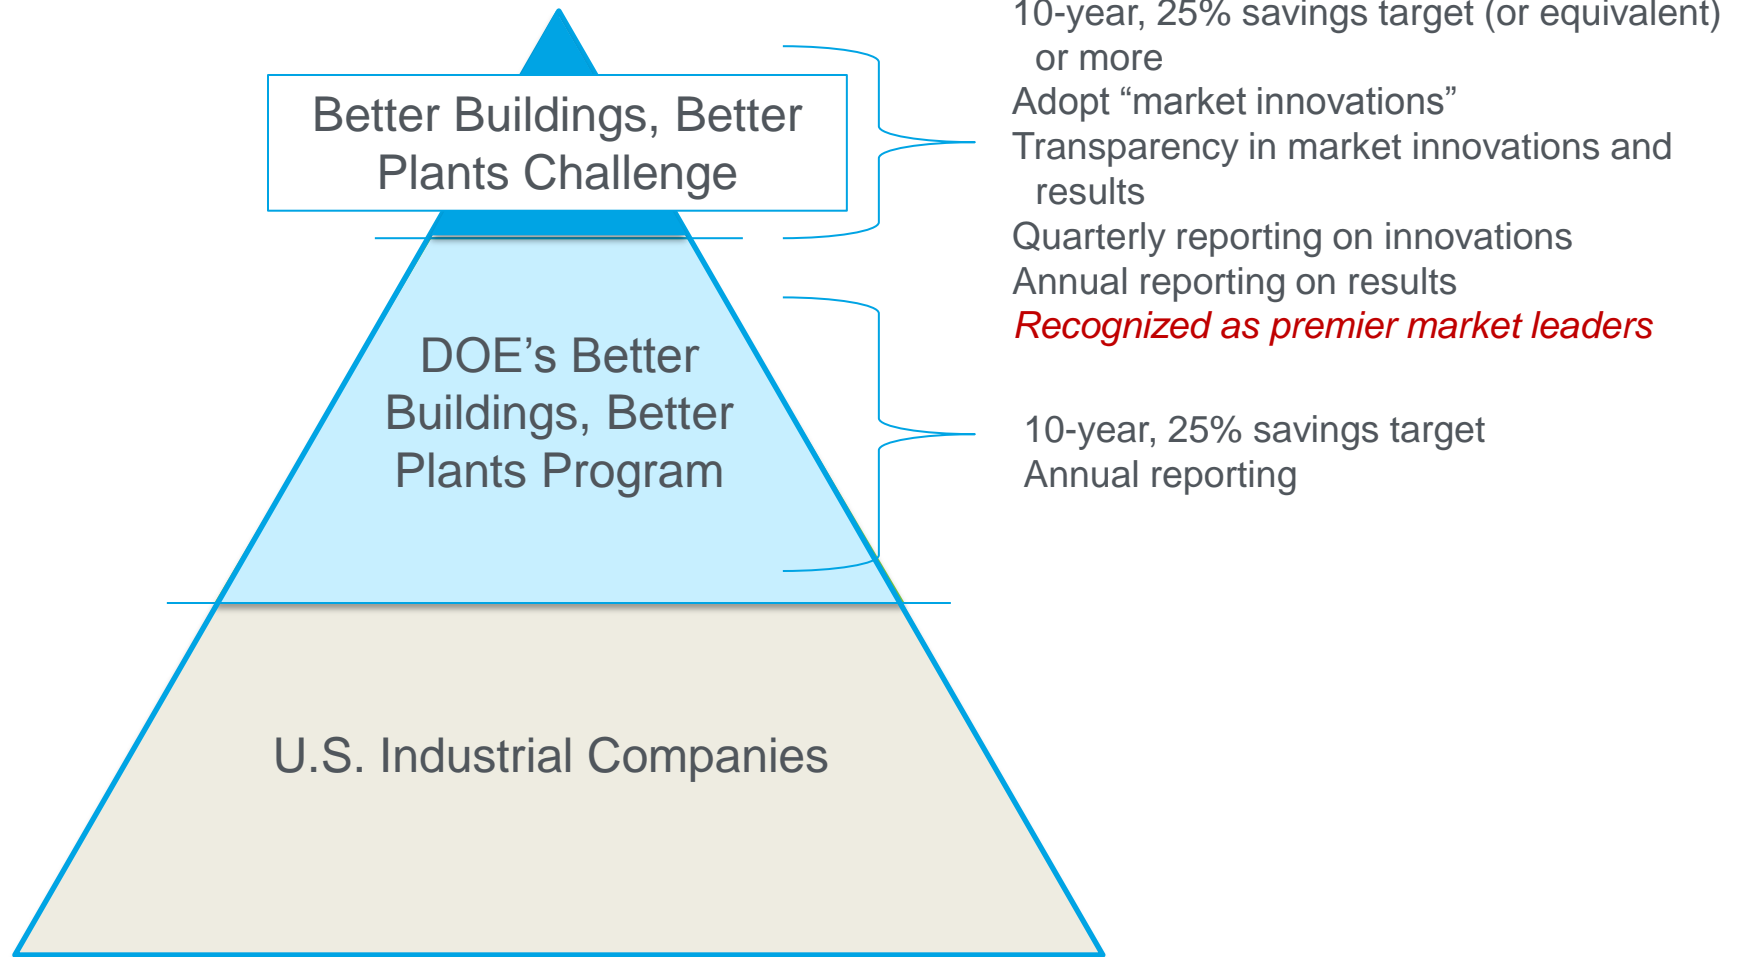 Better Buildings, Better
Plants Challenge
10-year, 25% savings target (or equivalent)
or more
Adopt “market innovations”
Transparency in market innovations and
results
Quarterly reporting on innovations
Annual reporting on results
Recognized as premier market leaders
DOE’s Better
Buildings, Better
Plants Program
10-year, 25% savings target
Annual reporting
U.S. Industrial Companies